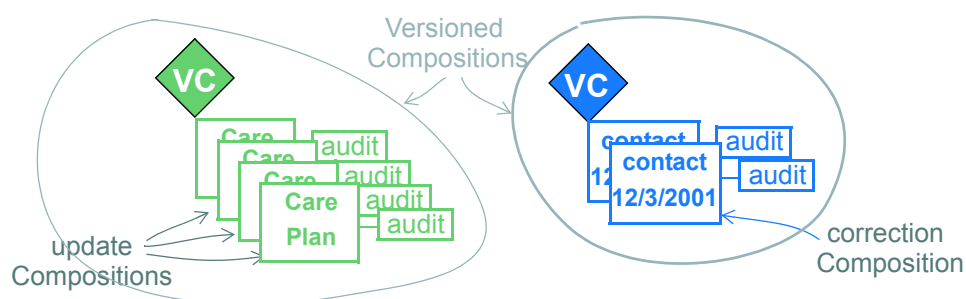 Versioned
Compositions
VC
Care
audit
Care
audit
Care
audit
Care
Plan
audit
update
Compositions
VC
contact
audit
12
contact
12/3/2001
audit
correction
Composition